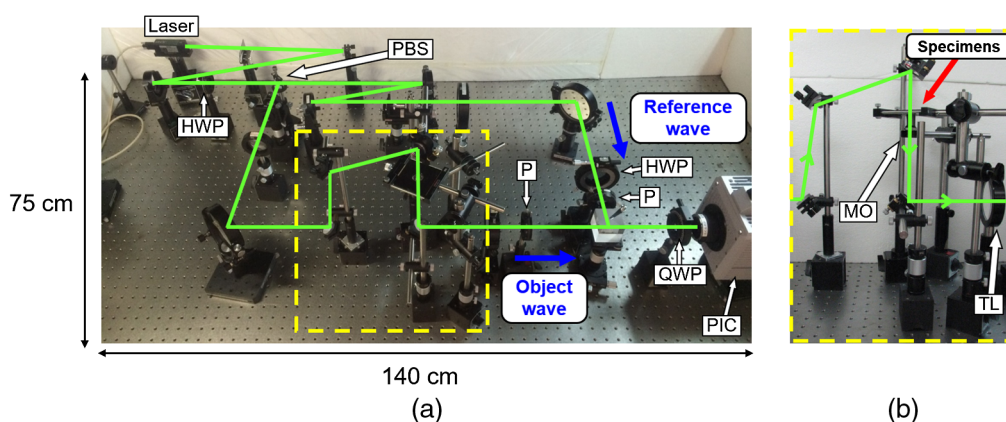 Laser
PBS
HWP
Reference
wave
HWP
P
P
75 cm
Object
wave
QWP
PIC
140 cm
(a)
Specimens
MO
TL
(b)